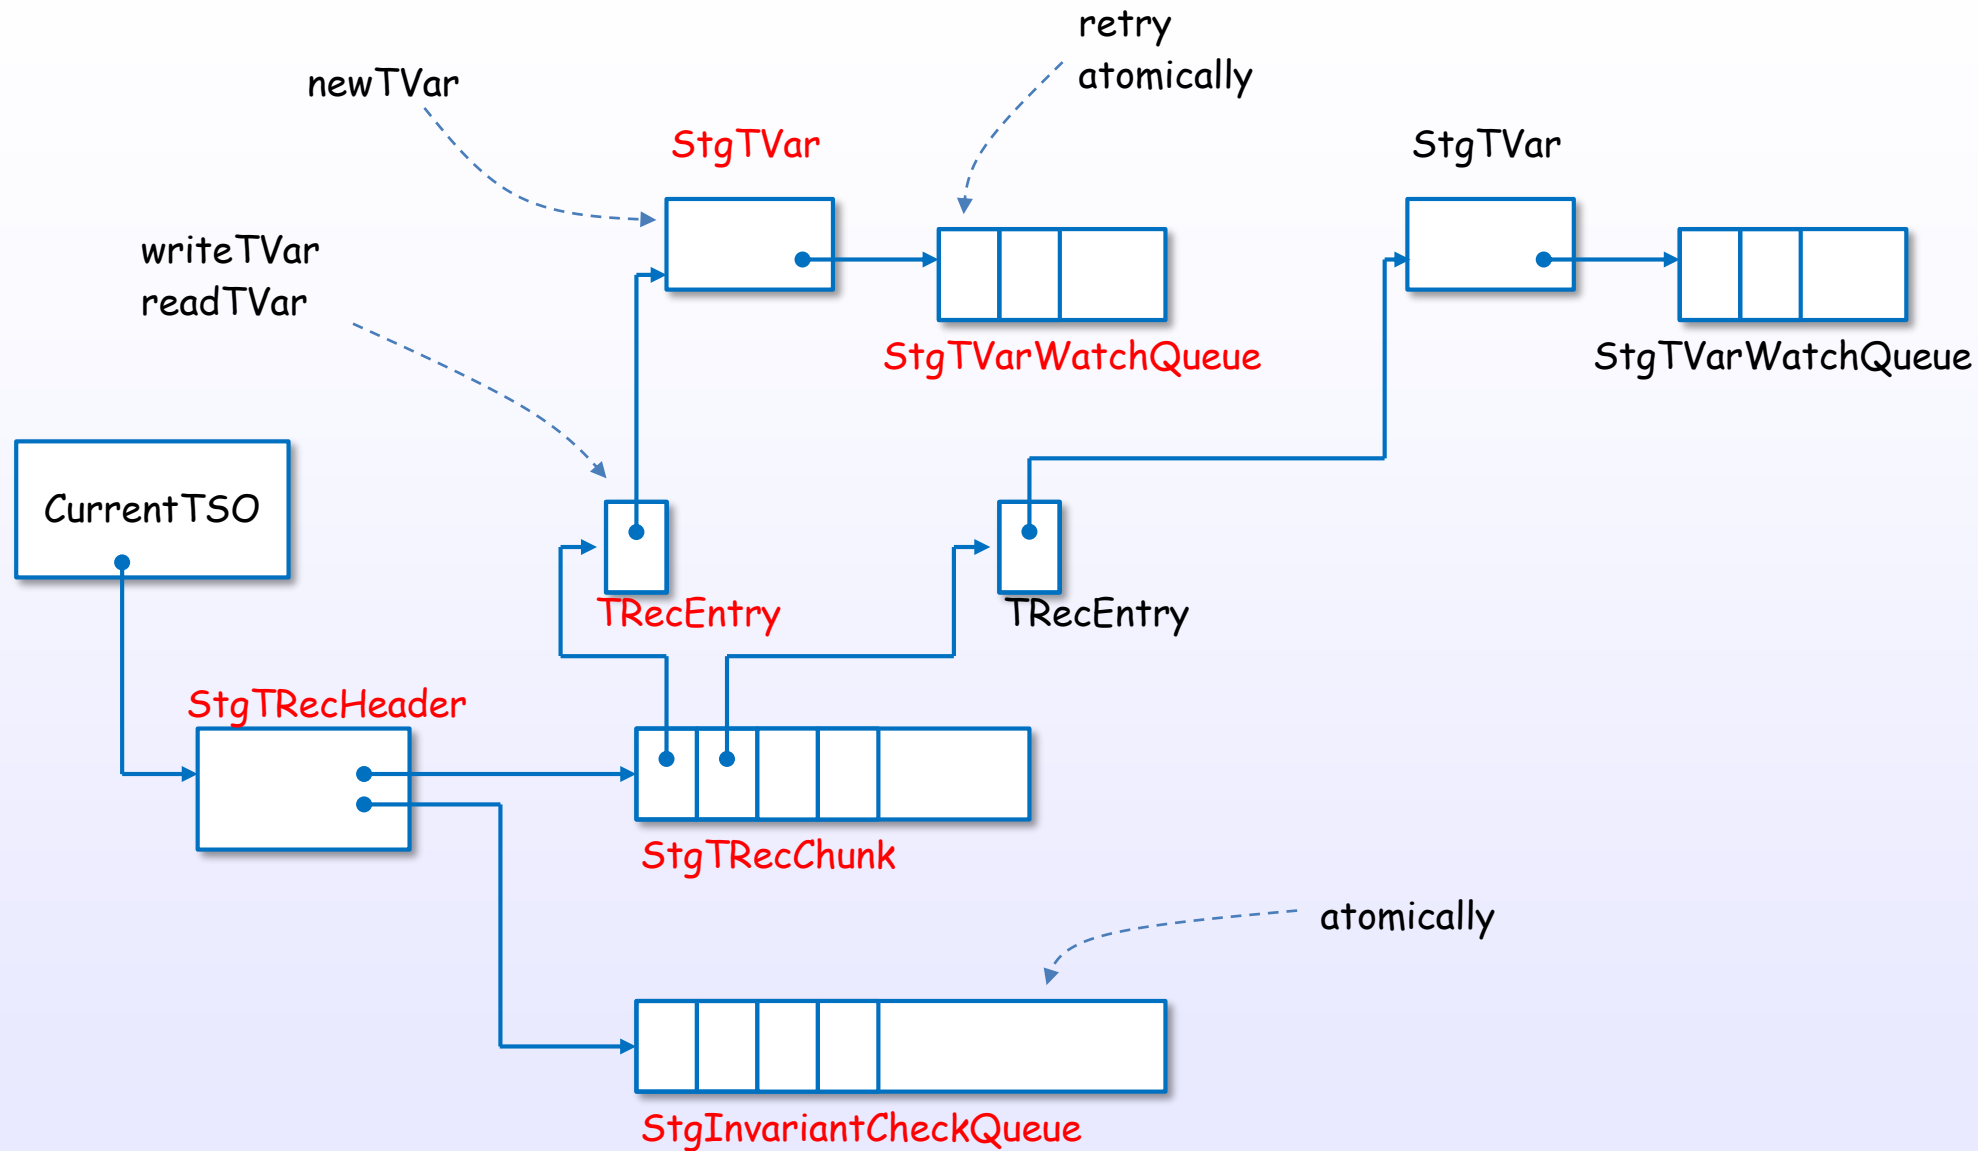 retry
atomically
newTVar
StgTVar
StgTVar
writeTVar
readTVar
StgTVarWatchQueue
StgTVarWatchQueue
CurrentTSO
TRecEntry
TRecEntry
StgTRecHeader
StgTRecChunk
atomically
StgInvariantCheckQueue